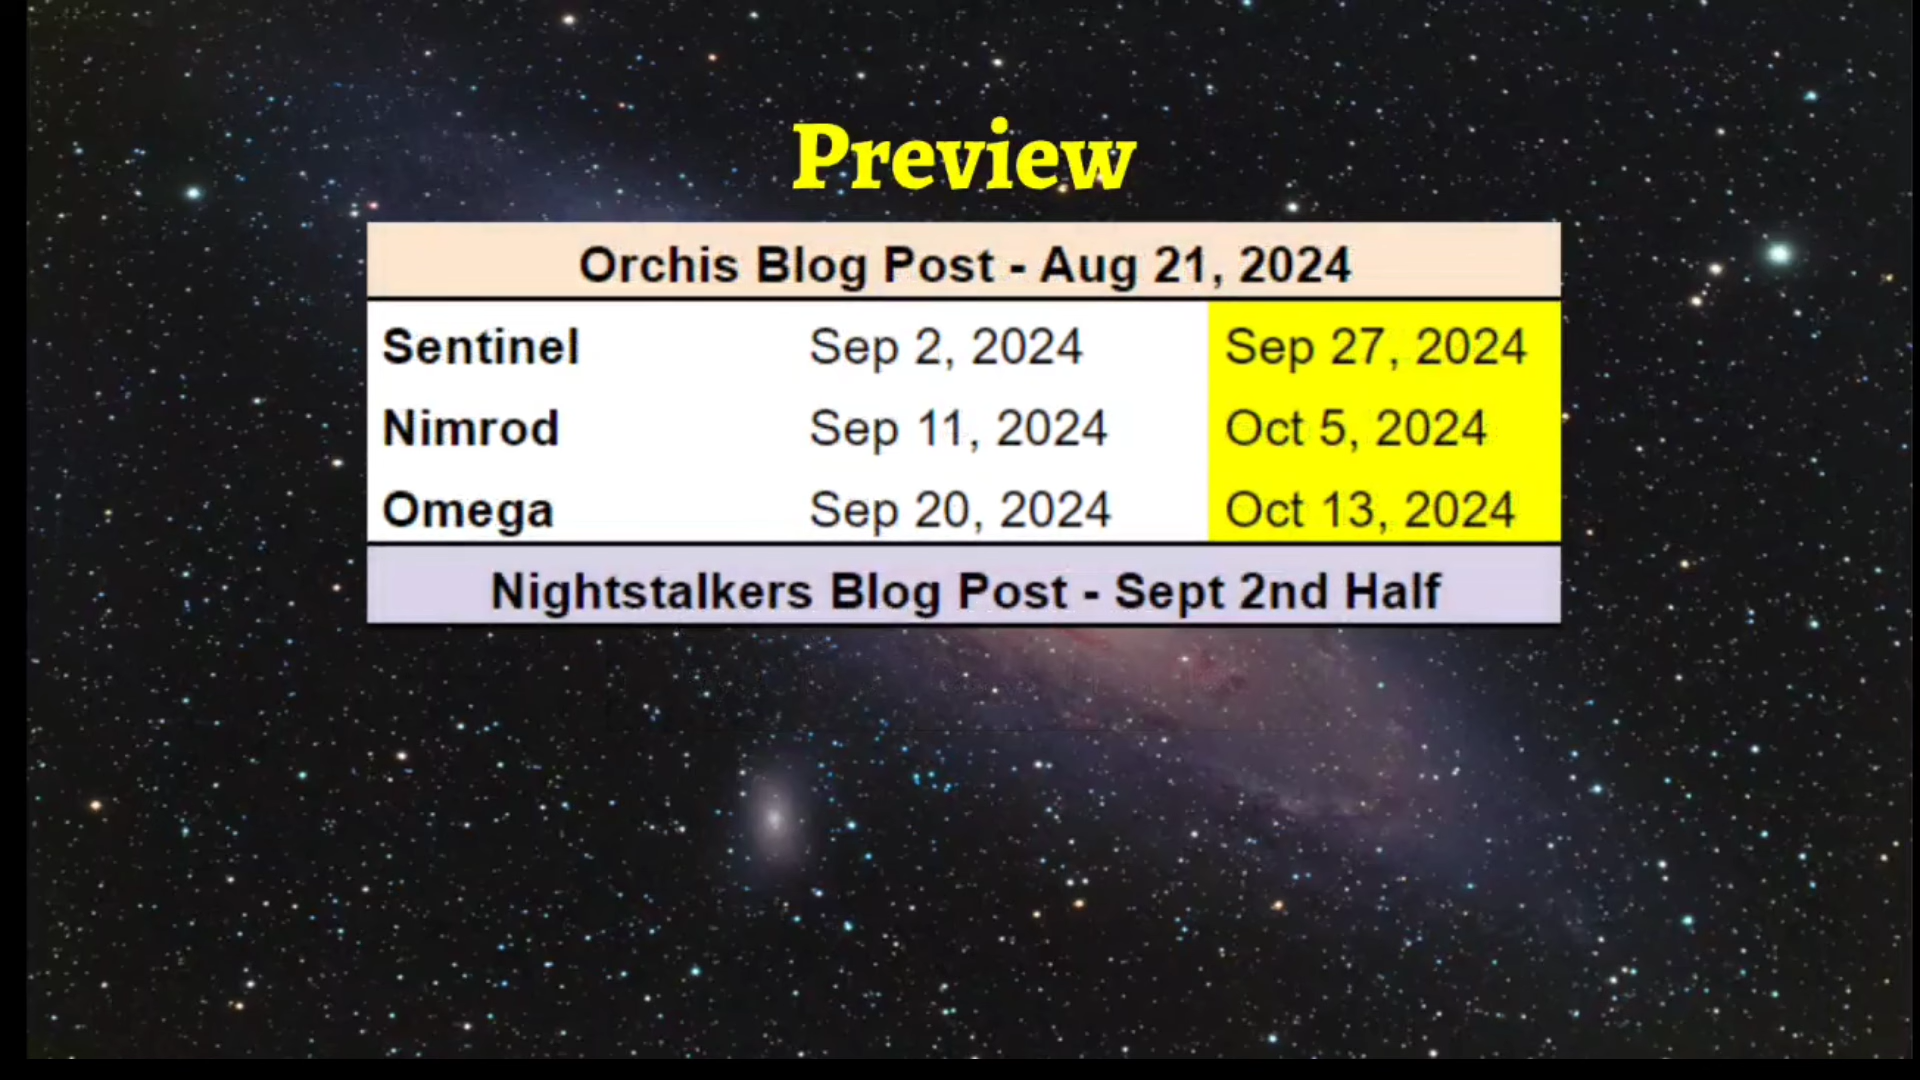 Preview
Orchis Blog Post - Aug 21, 2024
Sentinel Sep 2, 2024 Sep 27, 2024
Nimrod Sep 11, 2024 Oct 5, 2024
Omega Sep 20, 2024 Oct 13, 2024
Nightstalkers Blog Post - Sept 2nd Half